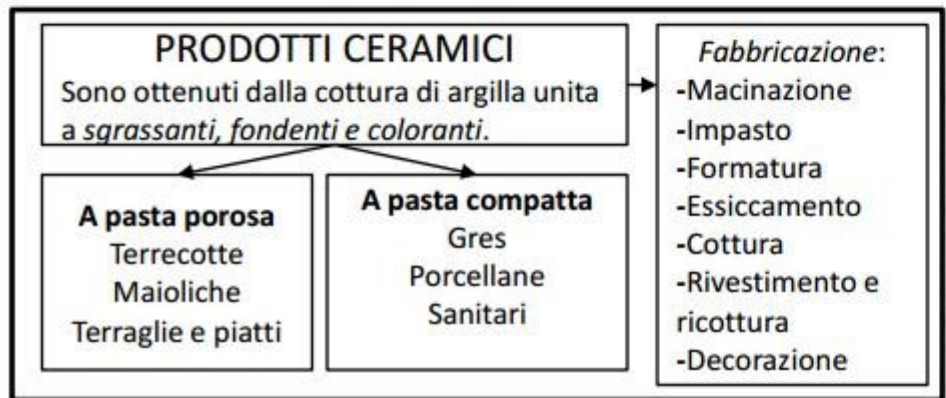 PRODOTTI CERAMICI
Sono ottenuti dalla cottura di argilla unita
a sgrassanti, fondenti e coloranti.
A pasta porosa
Terrecotte
Maioliche
Terraglie e piatti
A pasta compatta
Gres
Porcellane
Sanitari
Fabbricazione:
-Macinazione
-Impasto
-Formatura
-Essiccamento
-Cottura
-Rivestimento e
ricottura
-Decorazione